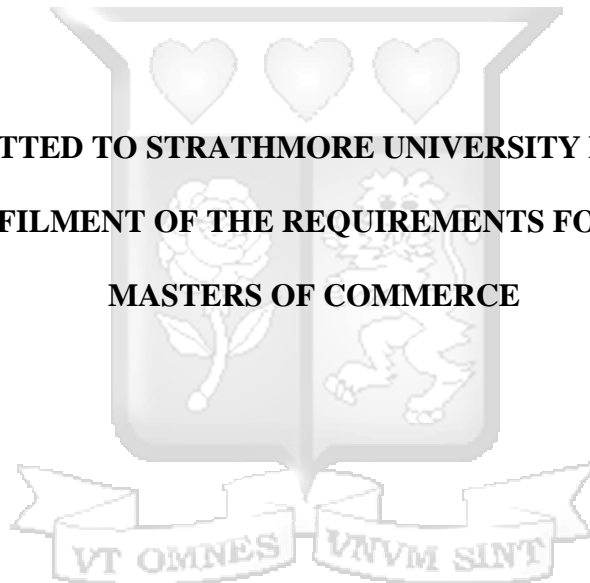 TTED TO STRATHMORE UNIVERSITY
FILMENT OF THE REQUIREMENTS FO
MASTERS OF COMMERCE
VT OMNES VNVM SINT